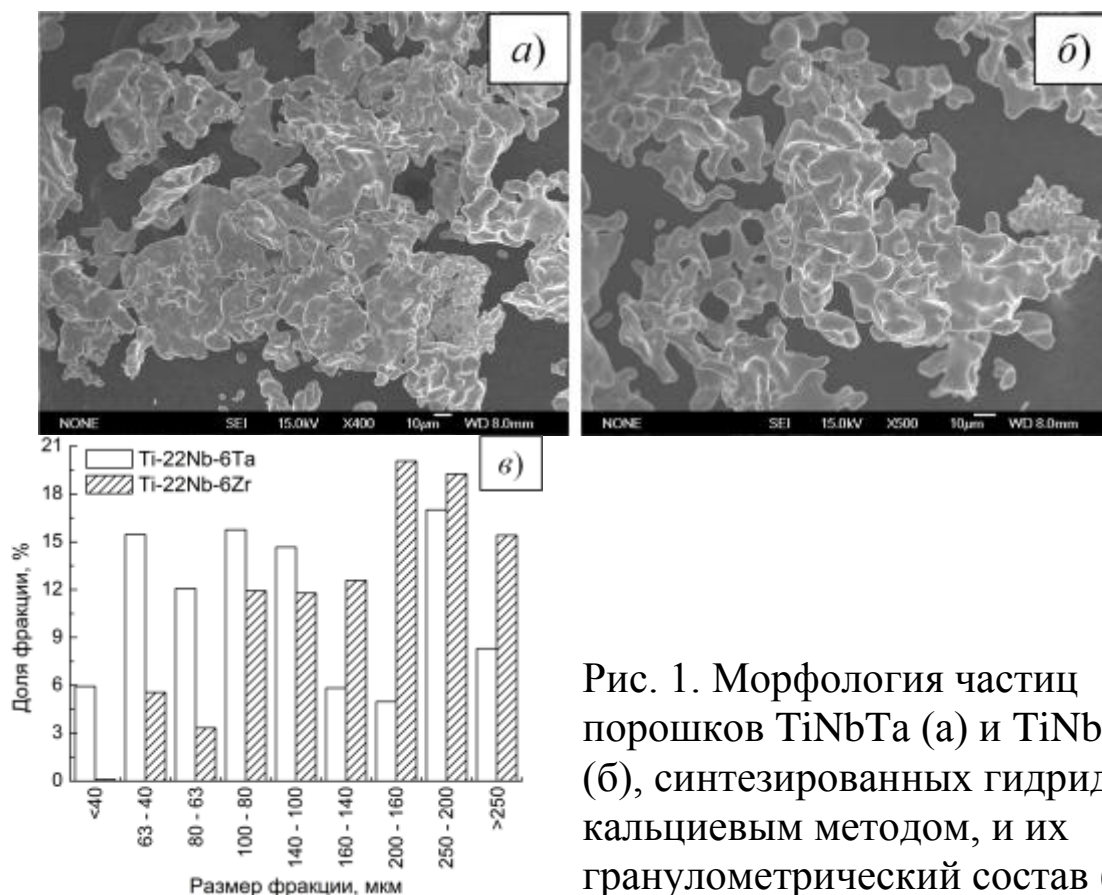 а)
б)
NONE SEI 15.0kV X400 10µm WD 8.0mm
NONE SEI 15.0kV X500 10µm WD 8.0mm
в)
Ti-22Nb-6Ta
Ti-22Nb-6Zr
Доля фракции, %
21
18
15
12
9
6
3
0
<40
63 - 40
80 - 63
100 - 80
140 - 100
160 - 140
200 - 160
250 - 200
>250
Размер фракции, мкм
Рис. 1. Морфология частиц
порошков TiNbTa (а) и TiNb
(б), синтезированных гидрид
кальциевым методом, и их
гранулометрический состав (